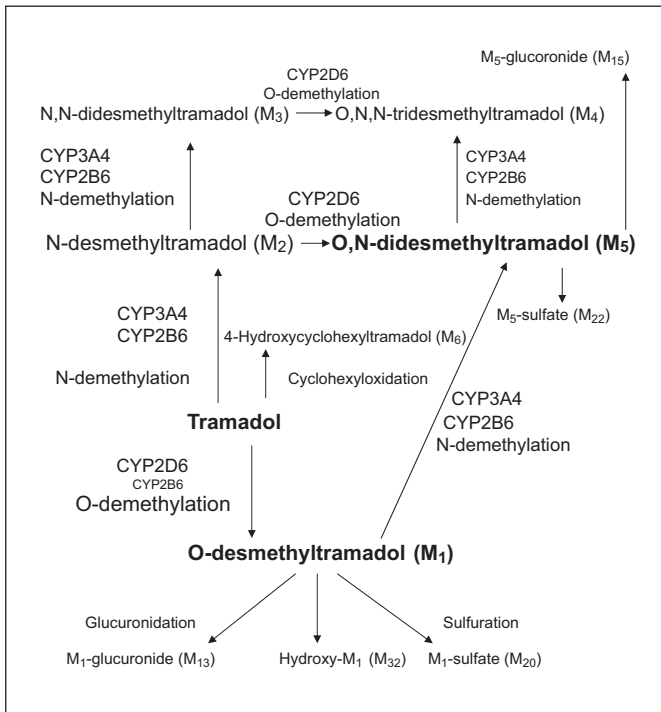 M₅-glucoronide (M₁₅)
CYP2D6
O-demethylation
N,N-didesmethyltramadol (M₃)
O,N,N-tridesmethyltramadol (M₄)
CYP3A4
CYP2B6
N-demethylation
CYP3A4
CYP2B6
N-demethylation
CYP2D6
O-demethylation
N-desmethyltramadol (M₂)
O,N-didesmethyltramadol (M₅)
M₅-sulfate (M₂₂)
CYP3A4
CYP2B6
N-demethylation
4-Hydroxycyclohexyltramadol (M₆)
Cyclohexyloxidation
CYP3A4
CYP2B6
N-demethylation
Tramadol
CYP2D6
CYP2B6
O-demethylation
O-desmethyltramadol (M₁)
Glucuronidation
Sulfuration
M₁-glucuronide (M₁₃)
Hydroxy-M₁ (M₃₂)
M₁-sulfate (M₂₀)